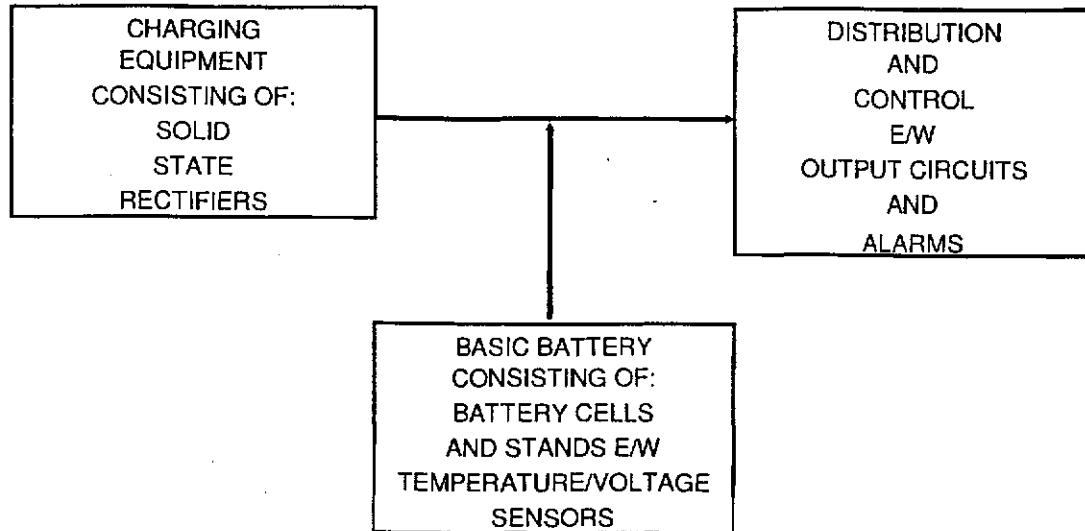 CHARGING
EQUIPMENT
CONSISTING OF:
SOLID
STATE
RECTIFIERS
DISTRIBUTION
AND
CONTROL
E/W
OUTPUT CIRCUITS
AND
ALARMS
BASIC BATTERY
CONSISTING OF:
BATTERY CELLS
AND STANDS E/W
TEMPERATURE/VOLTAGE
SENSORS